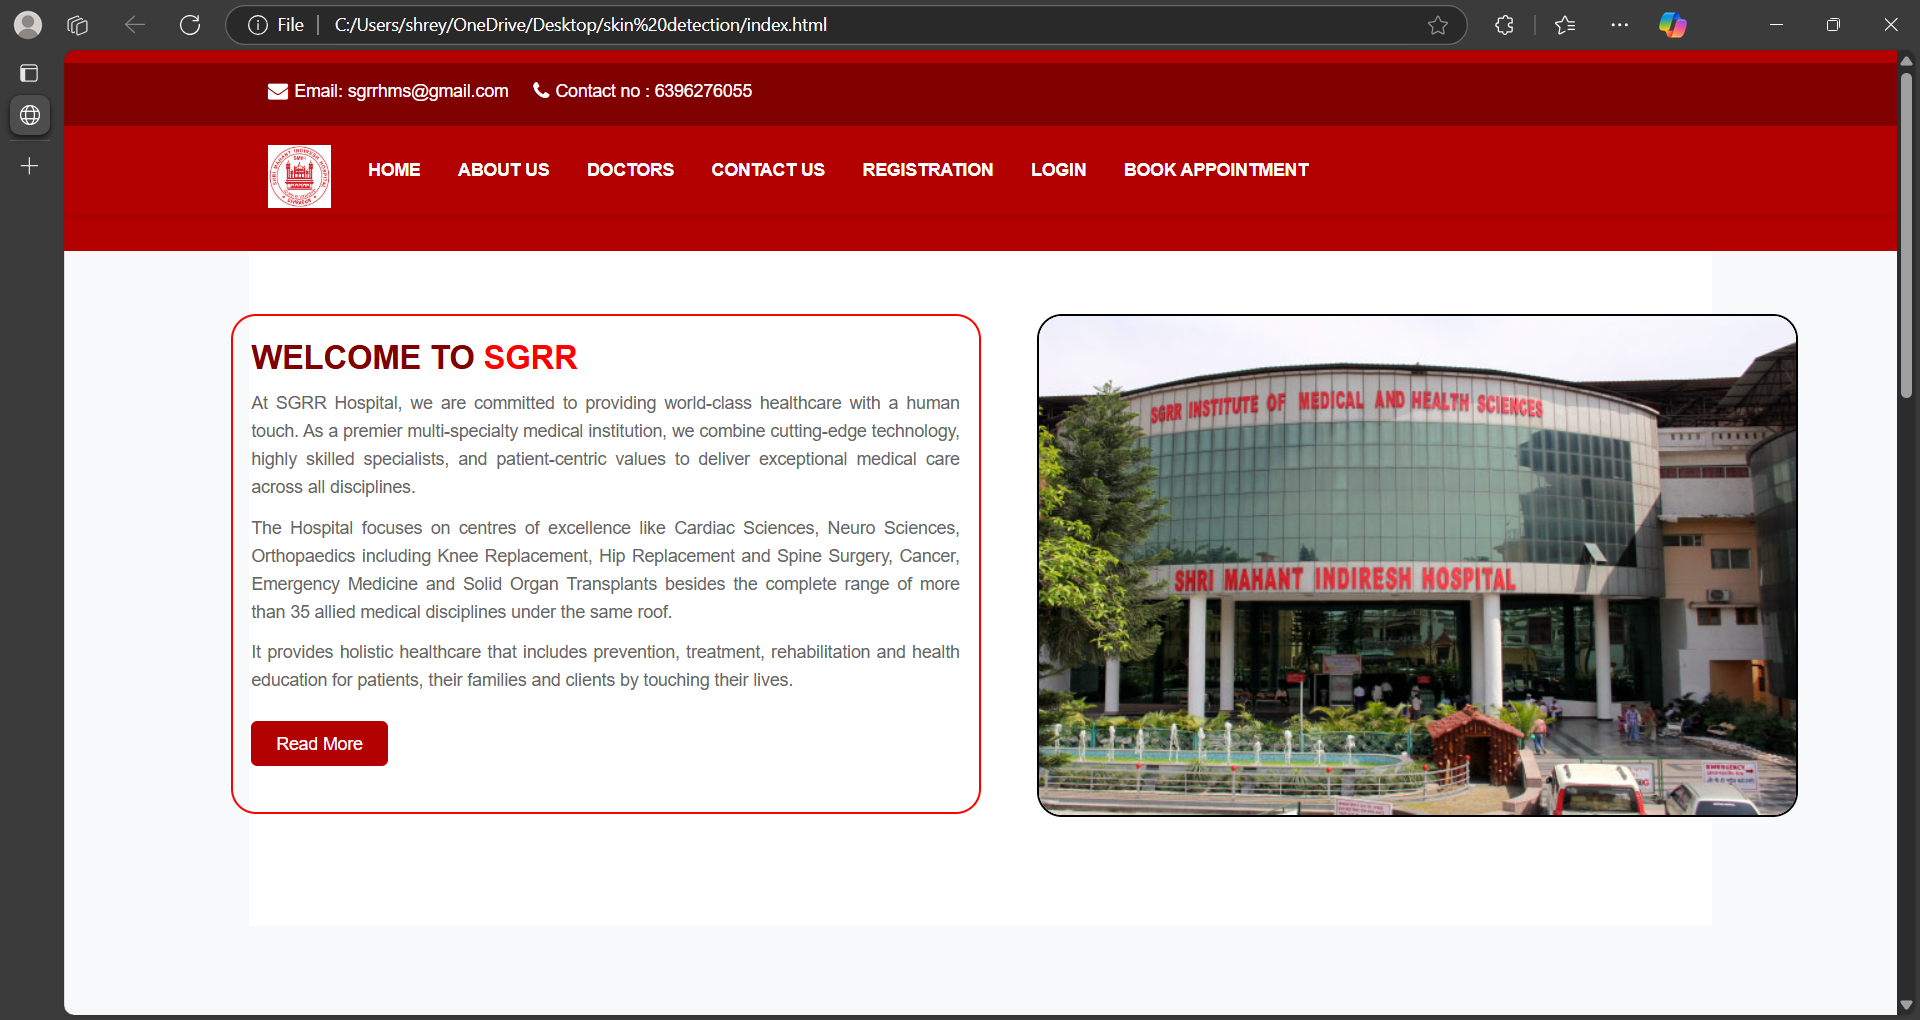 File
C:/Users/shrey/OneDrive/Desktop/skin%20detection/index.html
Email: sgrrhms@gmail.com Contact no : 6396276055
HOME ABOUT US DOCTORS CONTACT US REGISTRATION LOGIN BOOK APPOINTMENT
WELCOME TO SGRR
At SGRR Hospital, we are committed to providing world-class healthcare with a human
touch. As a premier multi-specialty medical institution, we combine cutting-edge technology,
highly skilled specialists, and patient-centric values to deliver exceptional medical care
across all disciplines.
The Hospital focuses on centres of excellence like Cardiac Sciences, Neuro Sciences,
Orthopaedics including Knee Replacement, Hip Replacement and Spine Surgery, Cancer,
Emergency Medicine and Solid Organ Transplants besides the complete range of more
than 35 allied medical disciplines under the same roof.
It provides holistic healthcare that includes prevention, treatment, rehabilitation and health
education for patients, their families and clients by touching their lives.
Read More
SGRR INSTITUTE OF MEDICAL AND HEALTH SCIENCES
SHRI MAHANT INDIRESH HOSPITAL
EMERGENCY